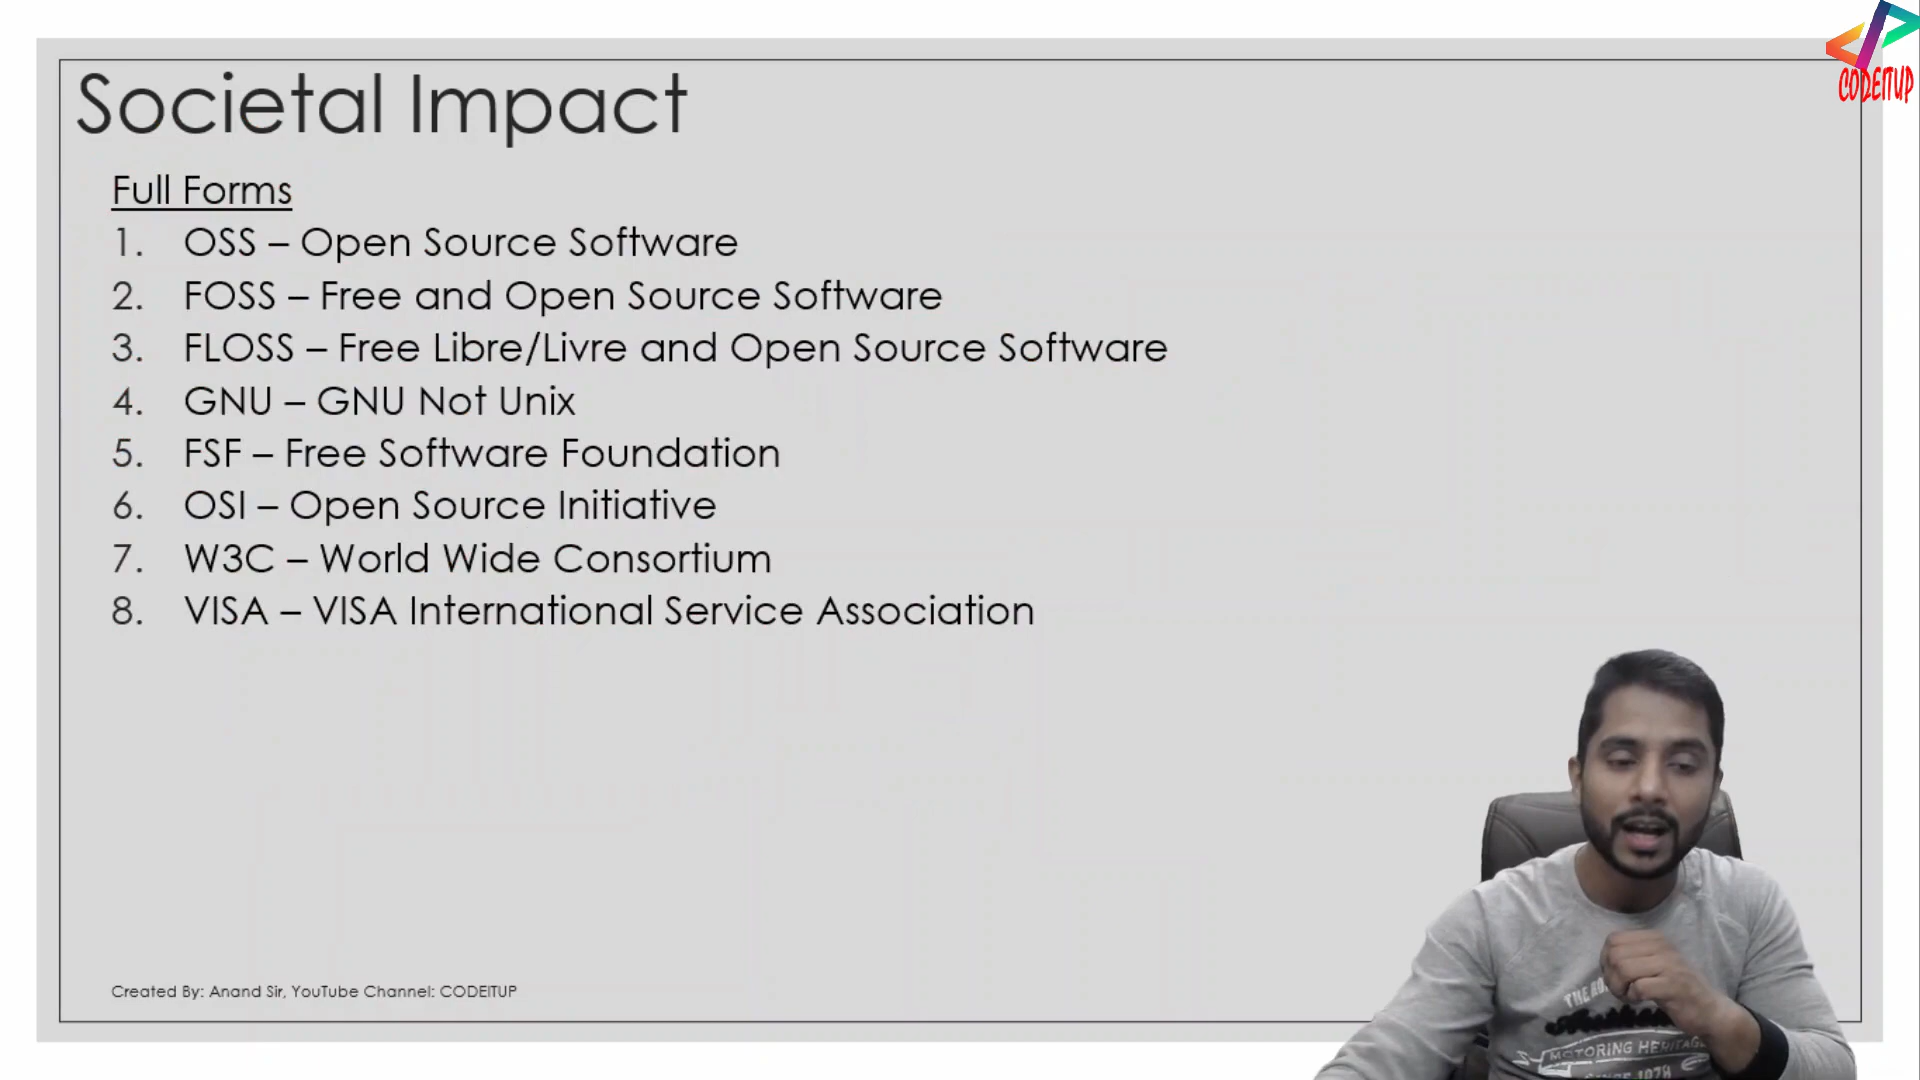 CODEITUP
Societal Impact
Full Forms
1. OSS – Open Source Software
2. FOSS – Free and Open Source Software
3. FLOSS – Free Libre/Livre and Open Source Software
4. GNU – GNU Not Unix
5. FSF – Free Software Foundation
6. OSI – Open Source Initiative
7. W3C – World Wide Consortium
8. VISA – VISA International Service Association
Created By: Anand Sir, YouTube Channel: CODEITUP
MOTORING HERITAGE
SINCE 1978